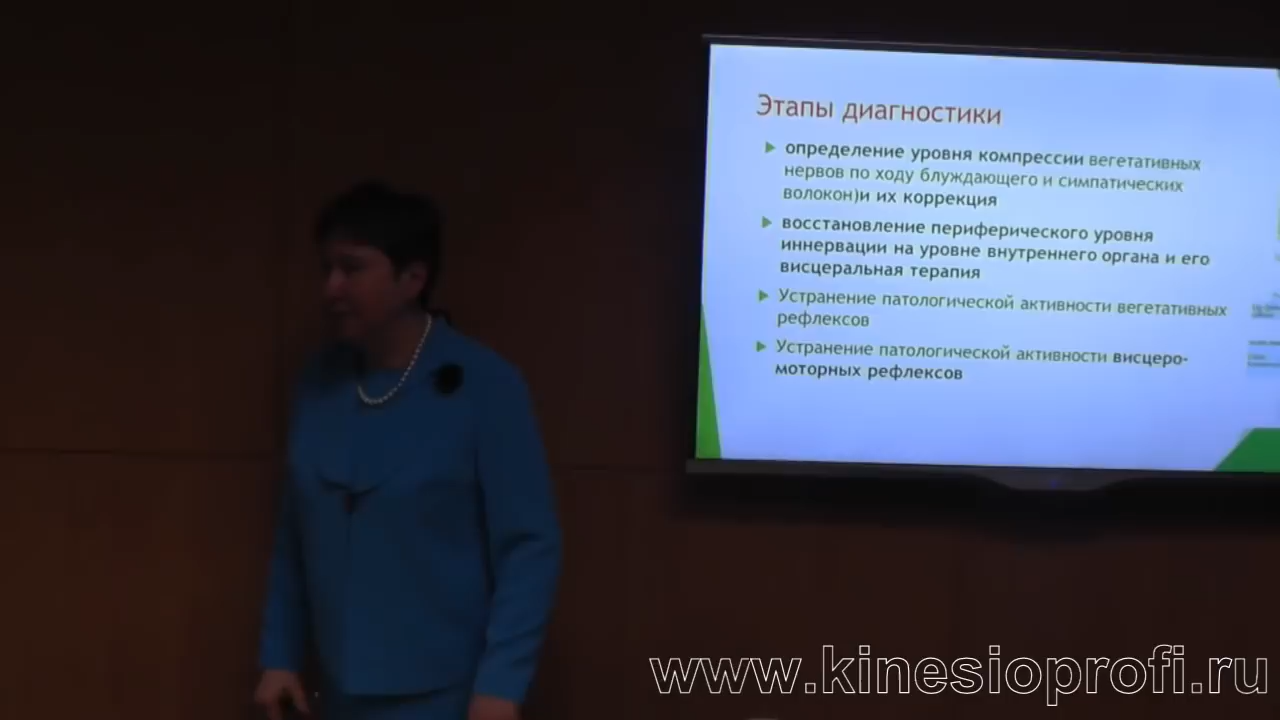 Этапы диагностики
определение уровня компрессии вегетативных
нервов по ходу блуждающего и симпатических
волокон)и их коррекция
восстановление периферического уровня
иннервации на уровне внутреннего органа и его
висцеральная терапия
Устранение патологической активности вегетативных
рефлексов
Устранение патологической активности висцеро-
моторных рефлексов
www.kinesioprofi.ru